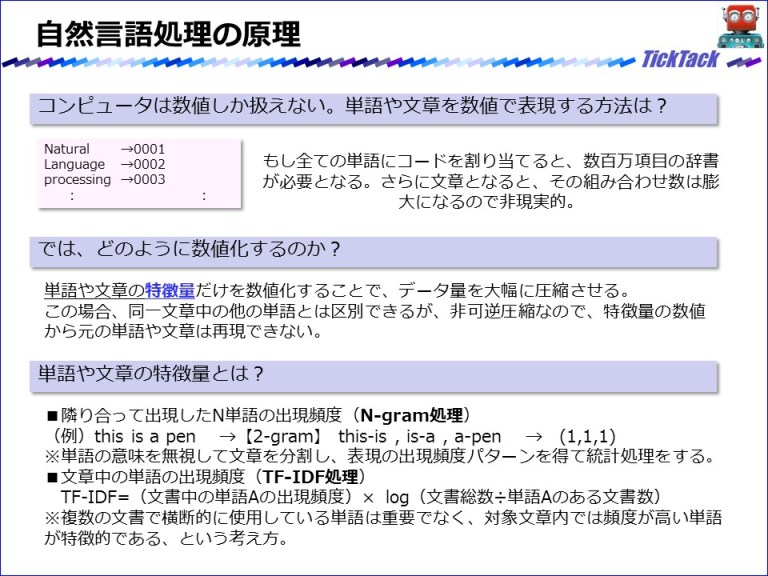 自然言語処理の原理
TickTack
コンピュータは数値しか扱えない。単語や文章を数値で表現する方法は？
Natural →0001
Language →0002
processing →0003
： ：
もし全ての単語にコードを割り当てると、数百万項目の辞書
が必要となる。さらに文章となると、その組み合わせ数は膨
大になるので非現実的。
では、どのように数値化するのか？
単語や文章の特徴量だけを数値化することで、データ量を大幅に圧縮させる。
この場合、同一文章中の他の単語とは区別できるが、非可逆圧縮なので、特徴量の数値
から元の単語や文章は再現できない。
単語や文章の特徴量とは？
■隣り合って出現したN単語の出現頻度（N-gram処理）
（例）this is a pen →【2-gram】 this-is , is-a , a-pen → (1,1,1)
※単語の意味を無視して文章を分割し、表現の出現頻度パターンを得て統計処理をする。
■文章中の単語の出現頻度（TF-IDF処理）
TF-IDF=（文書中の単語Aの出現頻度）× log（文書総数÷単語Aのある文書数）
※複数の文書で横断的に使用している単語は重要でなく、対象文章内では頻度が高い単語
が特徴的である、という考え方。